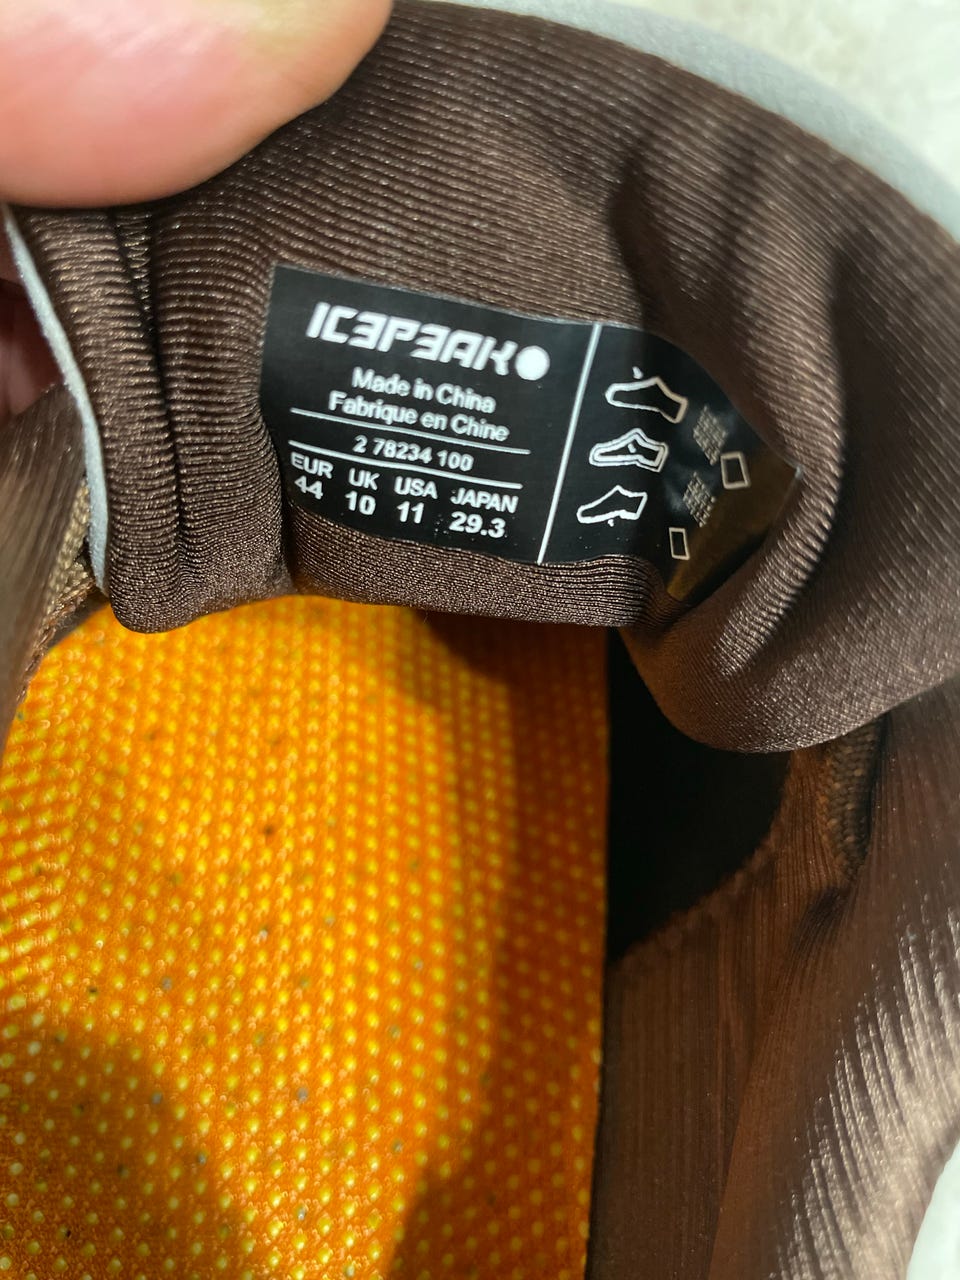 ICEPEAK
Made in China
Fabrique en Chine
2 78234 100
EUR UK USA JAPAN
44 10 11 29.3